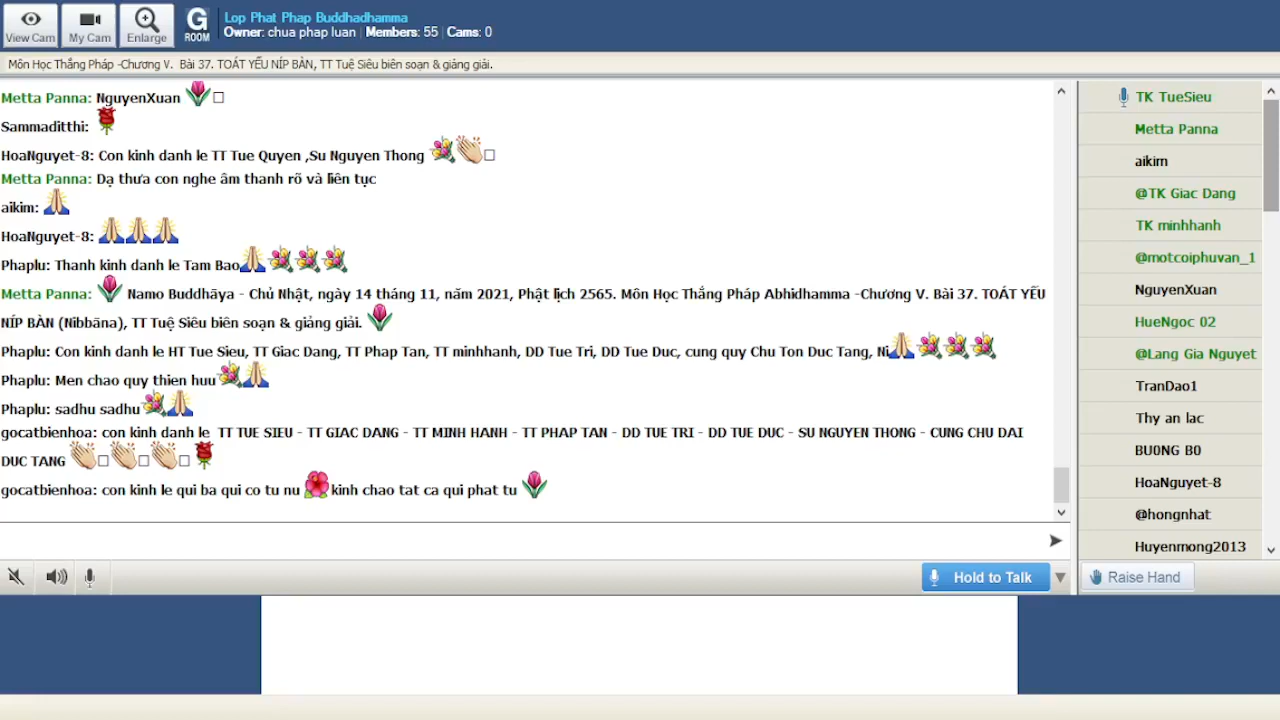 View Cam
My Cam
Enlarge
G
ROOM
Lop Phat Phap Buddhadhamma
Owner: chua phap luan | Members: 55 | Cams: 0
Môn Học Thắng Pháp -Chương V. Bài 37. TOÁT YẾU NÍP BÀN, TT Tuệ Siêu biên soạn & giảng giải.
Metta Panna: NguyenXuan 🌷□
Sammaditthi: 🌹
HoaNguyet-8: Con kinh danh le TT Tue Quyen ,Su Nguyen Thong 💐👏□
Metta Panna: Dạ thưa con nghe âm thanh rõ và liên tục
aikim: 🙏
HoaNguyet-8: 🙏🙏🙏
Phaplu: Thanh kinh danh le Tam Bao🙏💐💐💐
Metta Panna: 🌷 Namo Buddhāya - Chủ Nhật, ngày 14 tháng 11, năm 2021, Phật lịch 2565. Môn Học Thắng Pháp Abhidhamma -Chương V. Bài 37. TOÁT YẾU
NÍP BÀN (Nibbāna), TT Tuệ Siêu biên soạn & giảng giải. 🌷
Phaplu: Con kinh danh le HT Tue Sieu, TT Giac Dang, TT Phap Tan, TT minhhanh, DD Tue Tri, DD Tue Duc, cung quy Chu Ton Duc Tang, Ni🙏💐💐💐
Phaplu: Men chao quy thien huu 💐🙏
Phaplu: sadhu sadhu 💐🙏
gocatbienhoa: con kinh danh le TT TUE SIEU - TT GIAC DANG - TT MINH HANH - TT PHAP TAN - DD TUE TRI - DD TUE DUC - SU NGUYEN THONG - CUNG CHU DAI
DUC TANG 👏□👏□👏□🌹
gocatbienhoa: con kinh le qui ba qui co tu nu 🌺 kinh chao tat ca qui phat tu 🌷
Hold to Talk
TK TueSieu
Metta Panna
aikim
@TK Giac Dang
TK minhhanh
@motcoiphuvan_1
NguyenXuan
HueNgoc 02
@Lang Gia Nguyet
TranDao1
Thy an lac
BU0NG B0
HoaNguyet-8
@hongnhat
Huyenmong2013
Raise Hand